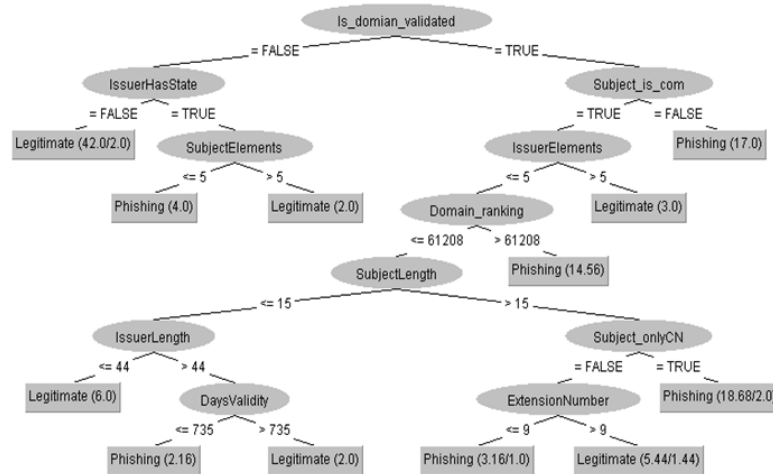 Is_domian_validated
= FALSE = TRUE
IssuerHasState Subject_is_com
= FALSE = TRUE = TRUE = FALSE
Legitimate (42.0/2.0) SubjectElements IssuerElements Phishing (17.0)
<= 5 > 5 <= 5 > 5
Phishing (4.0) Legitimate (2.0) Domain_ranking Legitimate (3.0)
<= 61208 > 61208
SubjectLength Phishing (14.56)
<= 15 > 15
IssuerLength Subject_onlyCN
<= 44 > 44 = FALSE = TRUE
Legitimate (6.0) DaysValidity ExtensionNumber Phishing (18.68/2.0)
<= 735 > 735 <= 9 > 9
Phishing (2.16) Legitimate (2.0) Phishing (3.16/1.0) Legitimate (5.44/1.44)